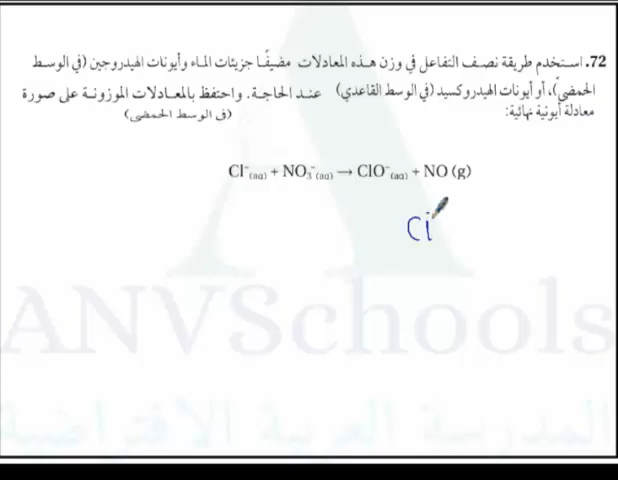 72. استخدم طريقة نصف التفاعل في وزن هذه المعادلات مضيفًا جزيئات الماء وأيونات الهيدروجين (في الوسط
الحمضي)، أو أيونات الهيدروكسيد (في الوسط القاعدي) عند الحاجة. واحتفظ بالمعادلات الموزونة على صورة
معادلة أيونية نهائية: (في الوسط الحمضي)
Cl⁻(aq) + NO₃⁻(aq) → ClO⁻(aq) + NO (g)
Cl
ANVSchools
المدرسة العربية الافتراضية